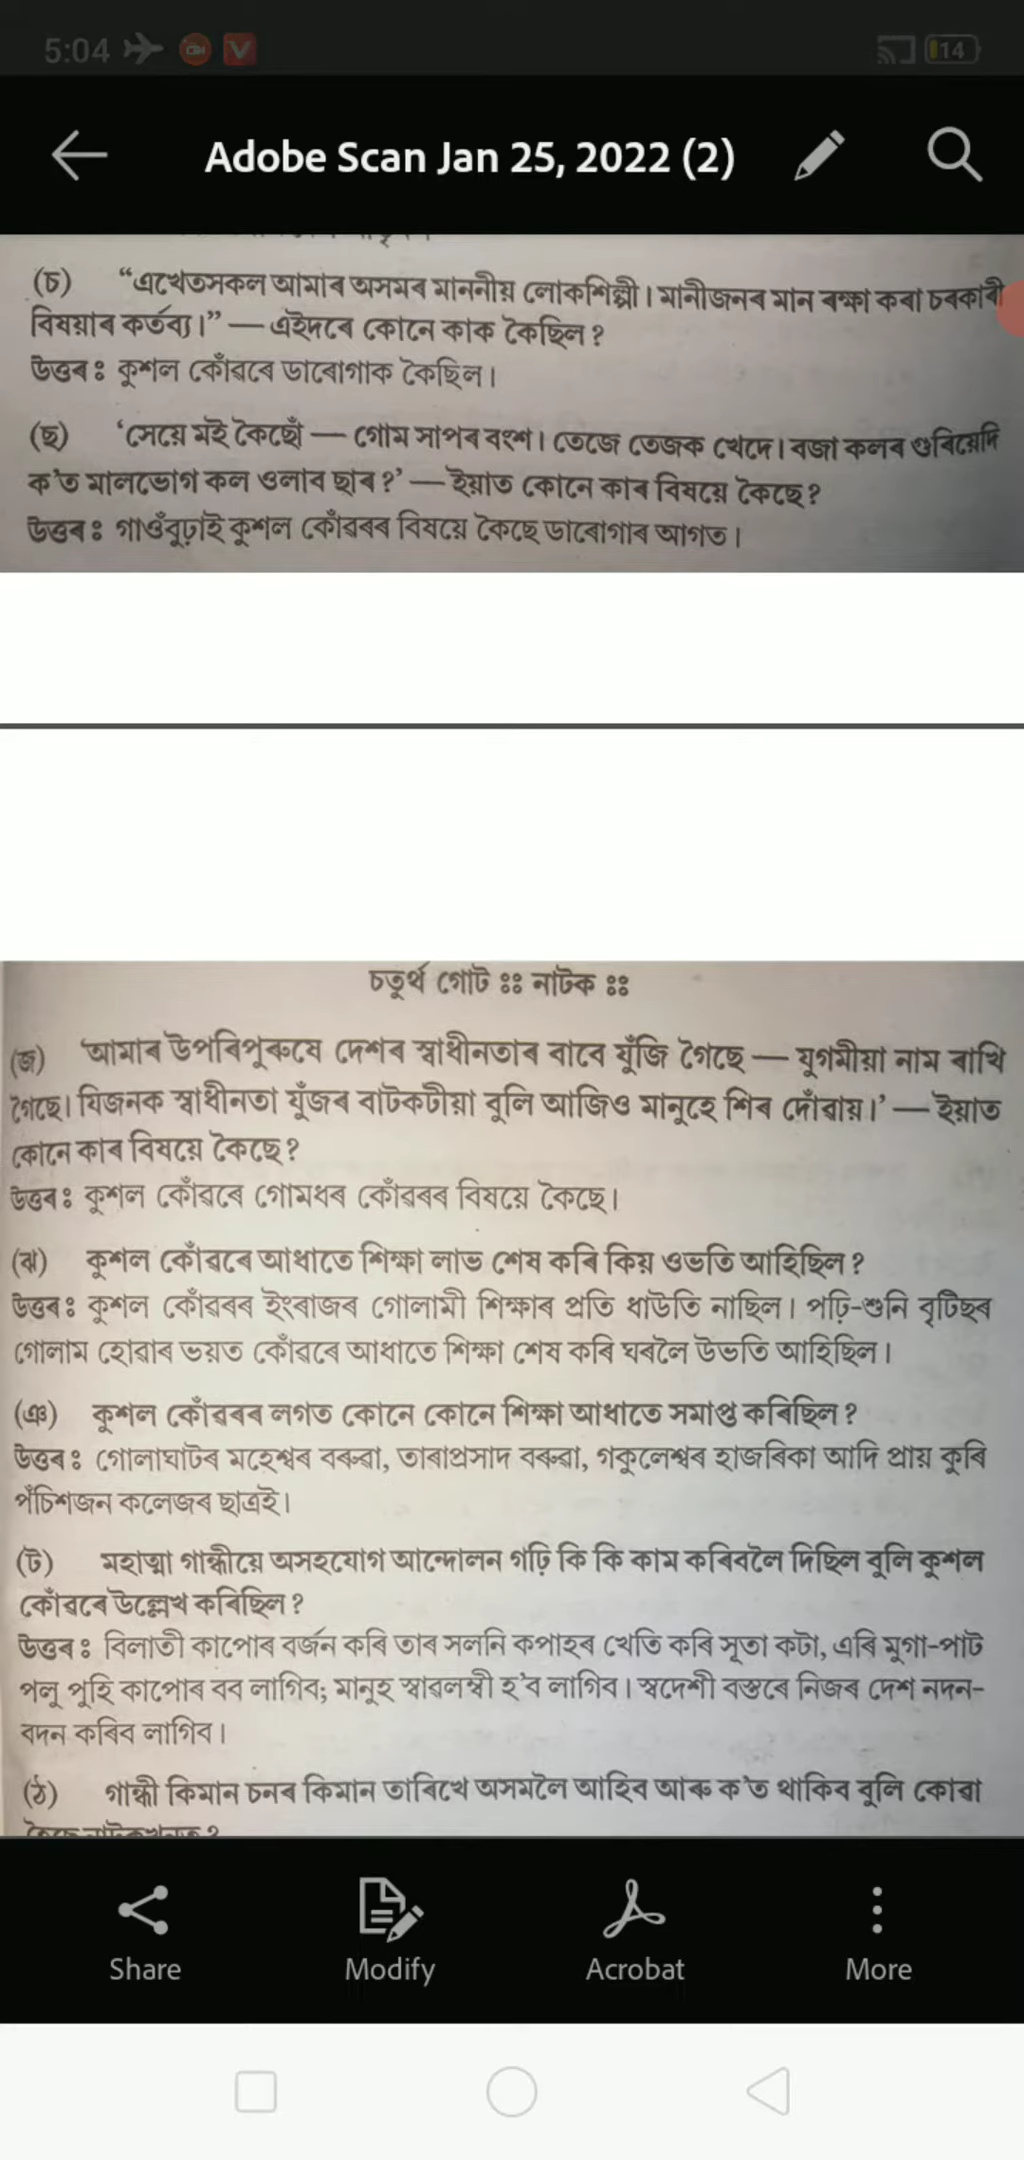 5:04
14
Adobe Scan Jan 25, 2022 (2)
(চ) “এখেতসকল আমাৰ অসমৰ মাননীয় লোকশিল্পী। মানীজনৰ মান ৰক্ষা কৰা চৰকাৰী
বিষয়াৰ কৰ্তব্য।” — এইদৰে কোনে কাক কৈছিল?
উত্তৰঃ কুশল কোঁৱৰে ডাৰোগাক কৈছিল।
(ছ) ‘সেয়ে মই কৈছোঁ — গোম সাপৰ বংশ। তেজে তেজক খেদে। বজা কলৰ গুৰিয়েদি
ক’ত মালভোগ কল ওলাব ছাৰ?’ — ইয়াত কোনে কাৰ বিষয়ে কৈছে?
উত্তৰঃ গাওঁবুঢ়াই কুশল কোঁৱৰৰ বিষয়ে কৈছে ডাৰোগাৰ আগত।
চতুৰ্থ গোট ঃঃ নাটক ঃঃ
(জ) ‘আমাৰ উপৰিপুৰুষে দেশৰ স্বাধীনতাৰ বাবে যুঁজি গৈছে — যুগমীয়া নাম ৰাখি
গৈছে। যিজনক স্বাধীনতা যুঁজৰ বাটকটীয়া বুলি আজিও মানুহে শিৰ দোঁৱায়।’ — ইয়াত
কোনে কাৰ বিষয়ে কৈছে?
উত্তৰঃ কুশল কোঁৱৰে গোমধৰ কোঁৱৰৰ বিষয়ে কৈছে।
(ঝ) কুশল কোঁৱৰে আধাতে শিক্ষা লাভ শেষ কৰি কিয় ওভতি আহিছিল?
উত্তৰঃ কুশল কোঁৱৰৰ ইংৰাজৰ গোলামী শিক্ষাৰ প্ৰতি ধাউতি নাছিল। পঢ়ি-শুনি বৃটিছৰ
গোলাম হোৱাৰ ভয়ত কোঁৱৰে আধাতে শিক্ষা শেষ কৰি ঘৰলৈ উভতি আহিছিল।
(ঞ) কুশল কোঁৱৰৰ লগত কোনে কোনে শিক্ষা আধাতে সমাপ্ত কৰিছিল?
উত্তৰঃ গোলাঘাটৰ মহেশ্বৰ বৰুৱা, তাৰাপ্ৰসাদ বৰুৱা, গকুলেশ্বৰ হাজৰিকা আদি প্ৰায় কুৰি
পঁচিশজন কলেজৰ ছাত্ৰই।
(ট) মহাত্মা গান্ধীয়ে অসহযোগ আন্দোলন গঢ়ি কি কি কাম কৰিবলৈ দিছিল বুলি কুশল
কোঁৱৰে উল্লেখ কৰিছিল?
উত্তৰঃ বিলাতী কাপোৰ বৰ্জন কৰি তাৰ সলনি কপাহৰ খেতি কৰি সূতা কটা, এৰি মুগা-পাট
পলু পুহি কাপোৰ বব লাগিব; মানুহ স্বাৱলম্বী হ’ব লাগিব। স্বদেশী বস্তুৰে নিজৰ দেশ নদন-
বদন কৰিব লাগিব।
(ঠ) গান্ধী কিমান চনৰ কিমান তাৰিখে অসমলৈ আহিব আৰু ক’ত থাকিব বুলি কোৱা
হৈছে নাটকখনত?
Share
Modify
Acrobat
More